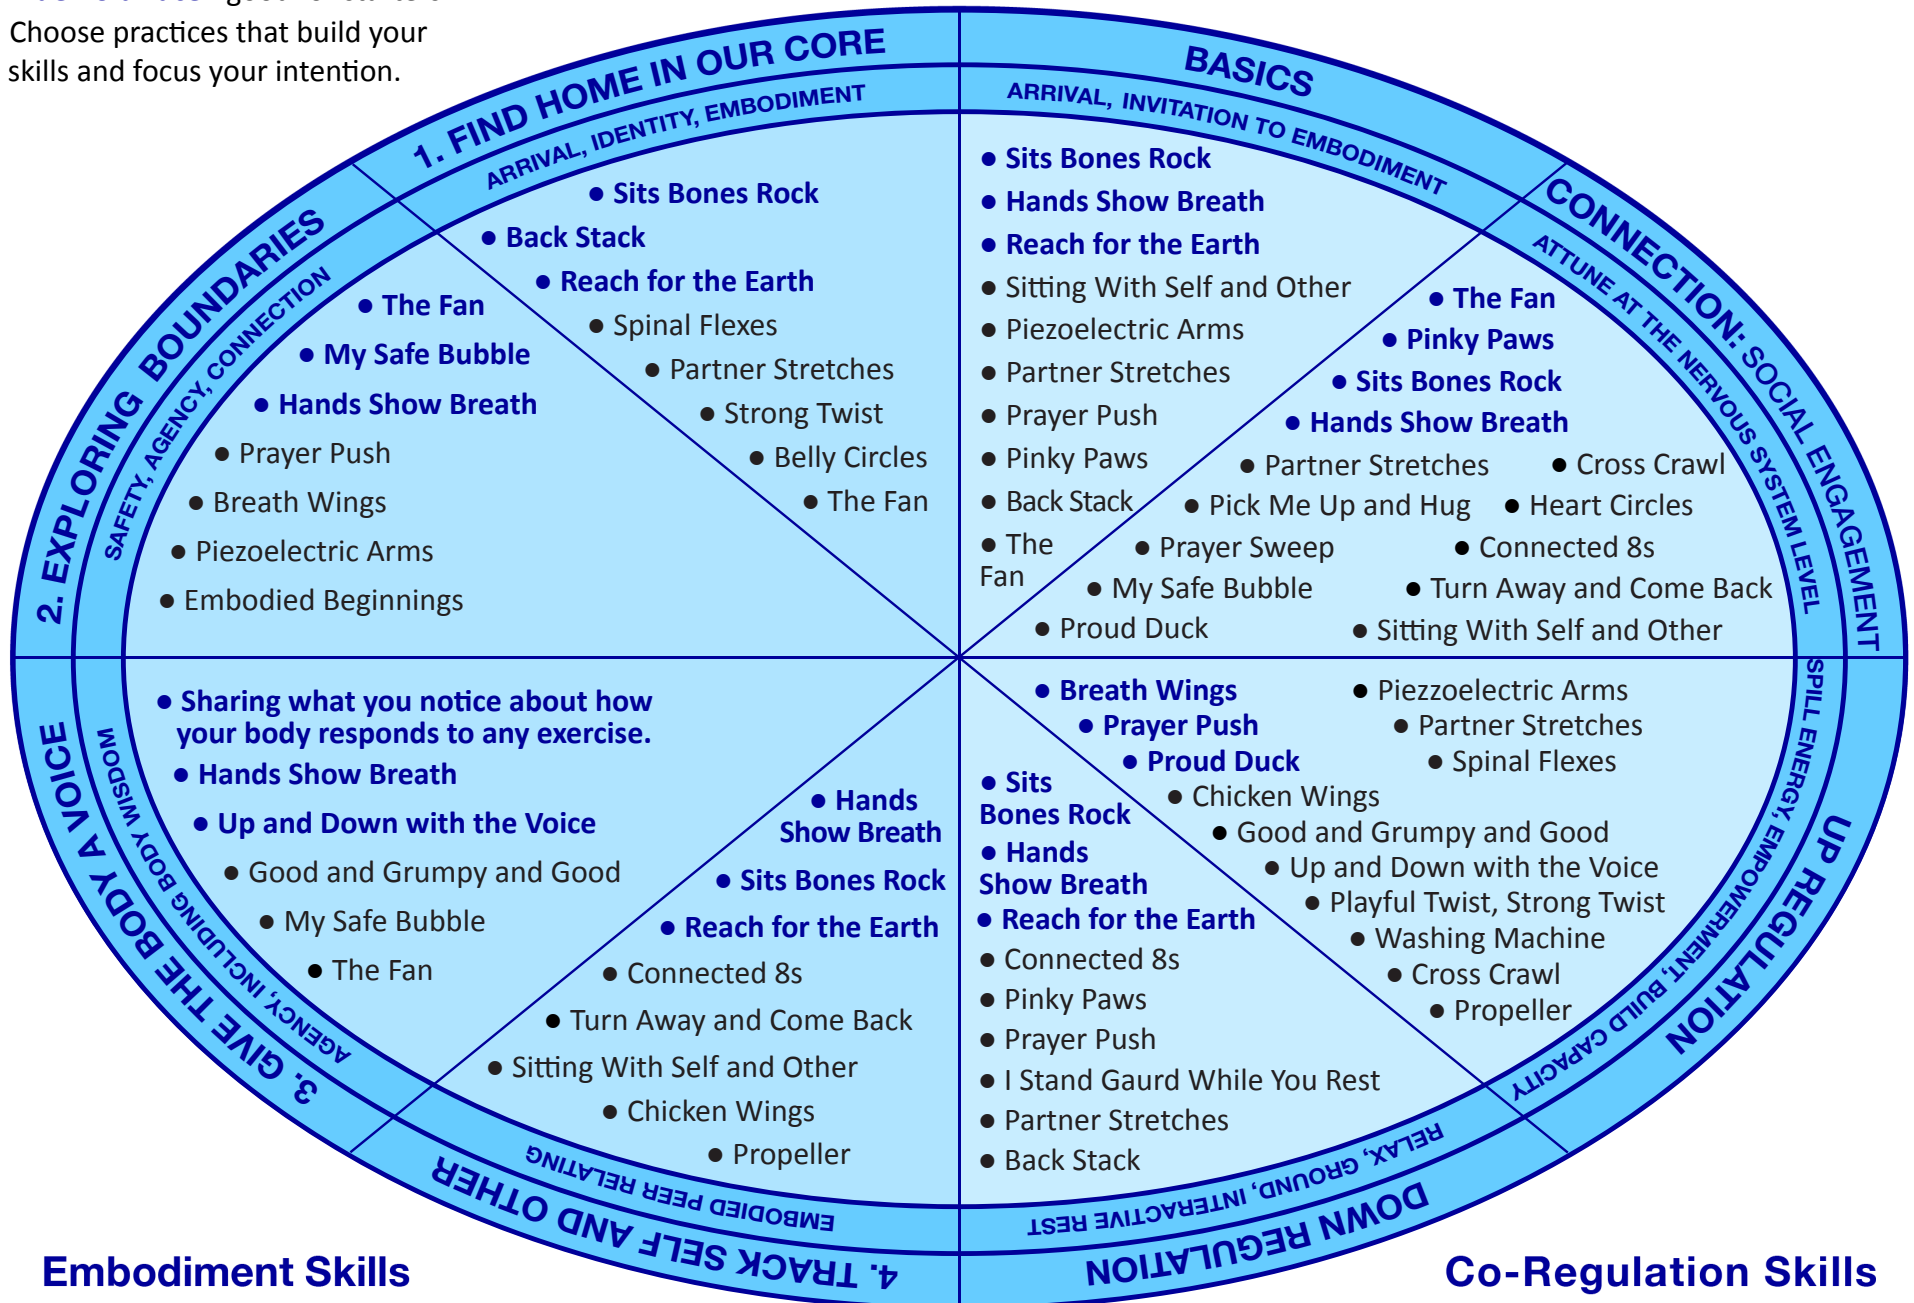 Choose practices that build your
skills and focus your intention.
1. FIND HOME IN OUR CORE
ARRIVAL, IDENTITY, EMBODIMENT
● Sits Bones Rock
● Back Stack
● Reach for the Earth
● Spinal Flexes
● Partner Stretches
● Strong Twist
● Belly Circles
● The Fan
BASICS
ARRIVAL, INVITATION TO EMBODIMENT
● Sits Bones Rock
● Hands Show Breath
● Reach for the Earth
● Sitting With Self and Other
● Piezoelectric Arms
● Partner Stretches
● Prayer Push
● Pinky Paws
● Back Stack
● The
Fan
CONNECTION: SOCIAL ENGAGEMENT
ATTUNE AT THE NERVOUS SYSTEM LEVEL
● The Fan
● Pinky Paws
● Sits Bones Rock
● Hands Show Breath
● Partner Stretches
● Cross Crawl
● Pick Me Up and Hug
● Heart Circles
● Prayer Sweep
● Connected 8s
● My Safe Bubble
● Turn Away and Come Back
● Proud Duck
● Sitting With Self and Other
2. EXPLORING BOUNDARIES
SAFETY, AGENCY, CONNECTION
● The Fan
● My Safe Bubble
● Hands Show Breath
● Prayer Push
● Breath Wings
● Piezoelectric Arms
● Embodied Beginnings
3. GIVE THE BODY A VOICE
AGENCY, INCLUDING BODY WISDOM
● Sharing what you notice about how
your body responds to any exercise.
● Hands Show Breath
● Up and Down with the Voice
● Good and Grumpy and Good
● My Safe Bubble
● The Fan
4. TRACK SELF AND OTHER
EMBODIED PEER RELATING
● Hands
Show Breath
● Sits Bones Rock
● Reach for the Earth
● Connected 8s
● Turn Away and Come Back
● Sitting With Self and Other
● Chicken Wings
● Propeller
DOWN REGULATION
RELAX, GROUND, INTERACTIVE REST
● Sits
Bones Rock
● Hands
Show Breath
● Reach for the Earth
● Connected 8s
● Pinky Paws
● Prayer Push
● I Stand Gaurd While You Rest
● Partner Stretches
● Back Stack
UP REGULATION
SPILL ENERGY, EMPOWERMENT, BUILD CAPACITY
● Breath Wings
● Prayer Push
● Proud Duck
● Piezzoelectric Arms
● Partner Stretches
● Spinal Flexes
● Chicken Wings
● Good and Grumpy and Good
● Up and Down with the Voice
● Playful Twist, Strong Twist
● Washing Machine
● Cross Crawl
● Propeller
Embodiment Skills
Co-Regulation Skills